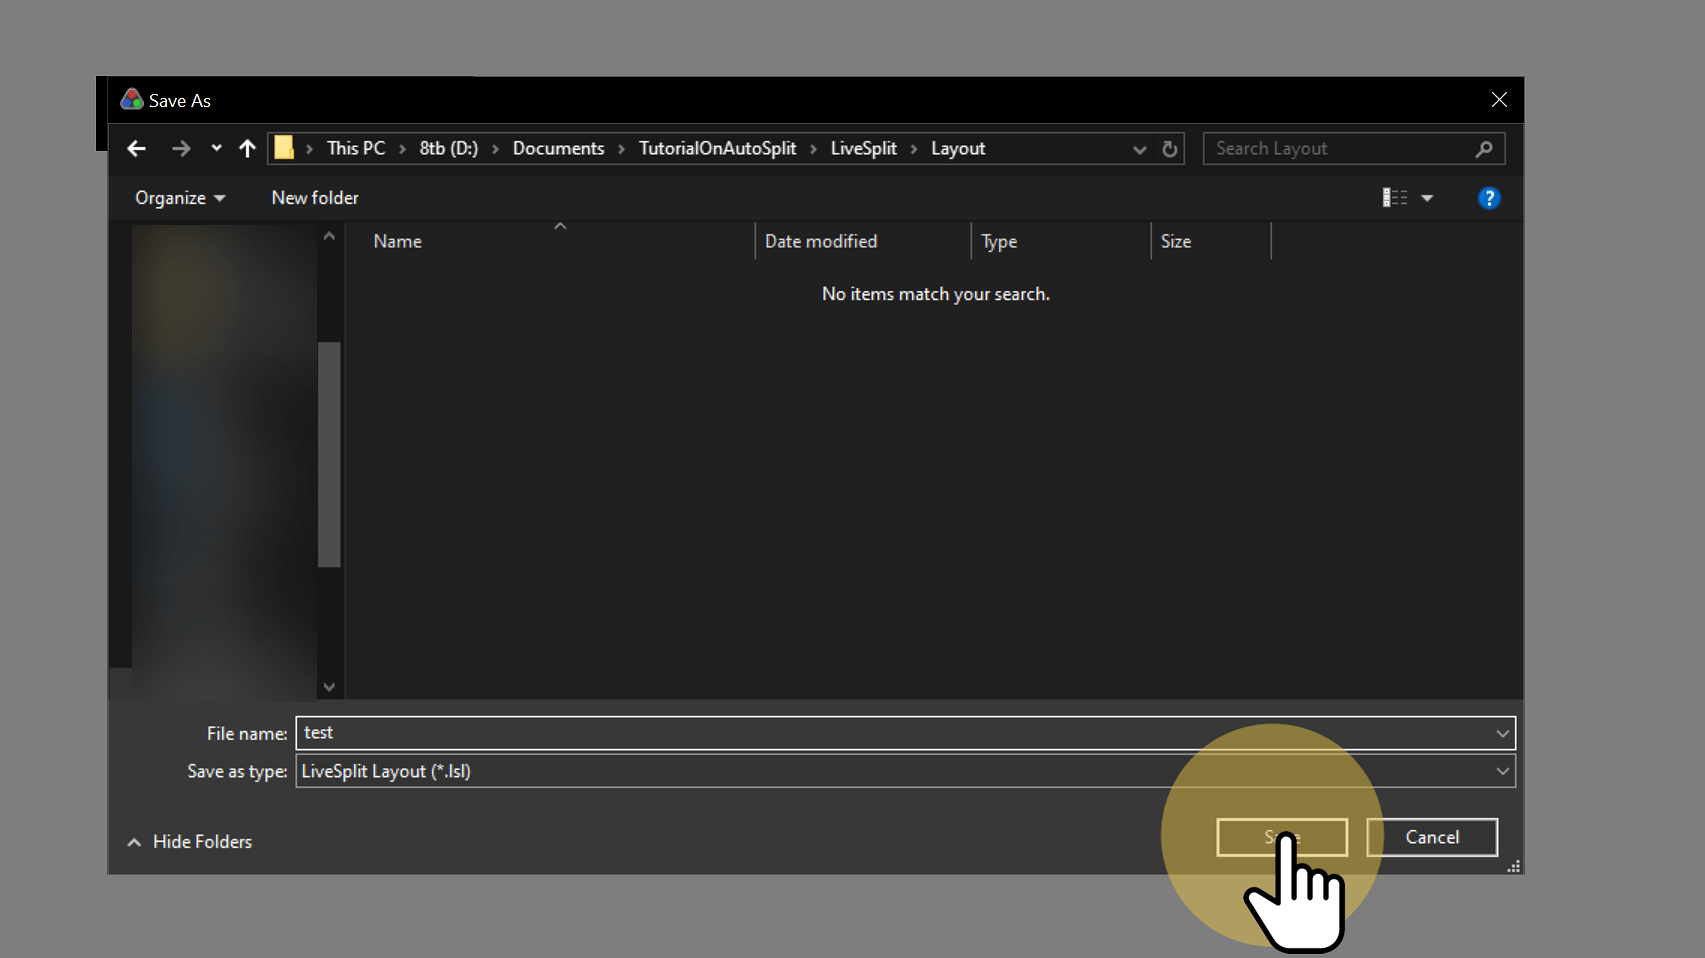 Save As
This PC > 8tb (D:) > Documents > TutorialOnAutoSplit > LiveSplit > Layout
Search Layout
Organize
New folder
?
Name
Date modified
Type
Size
No items match your search.
File name: test
Save as type: LiveSplit Layout (*.lsl)
Hide Folders
Cancel